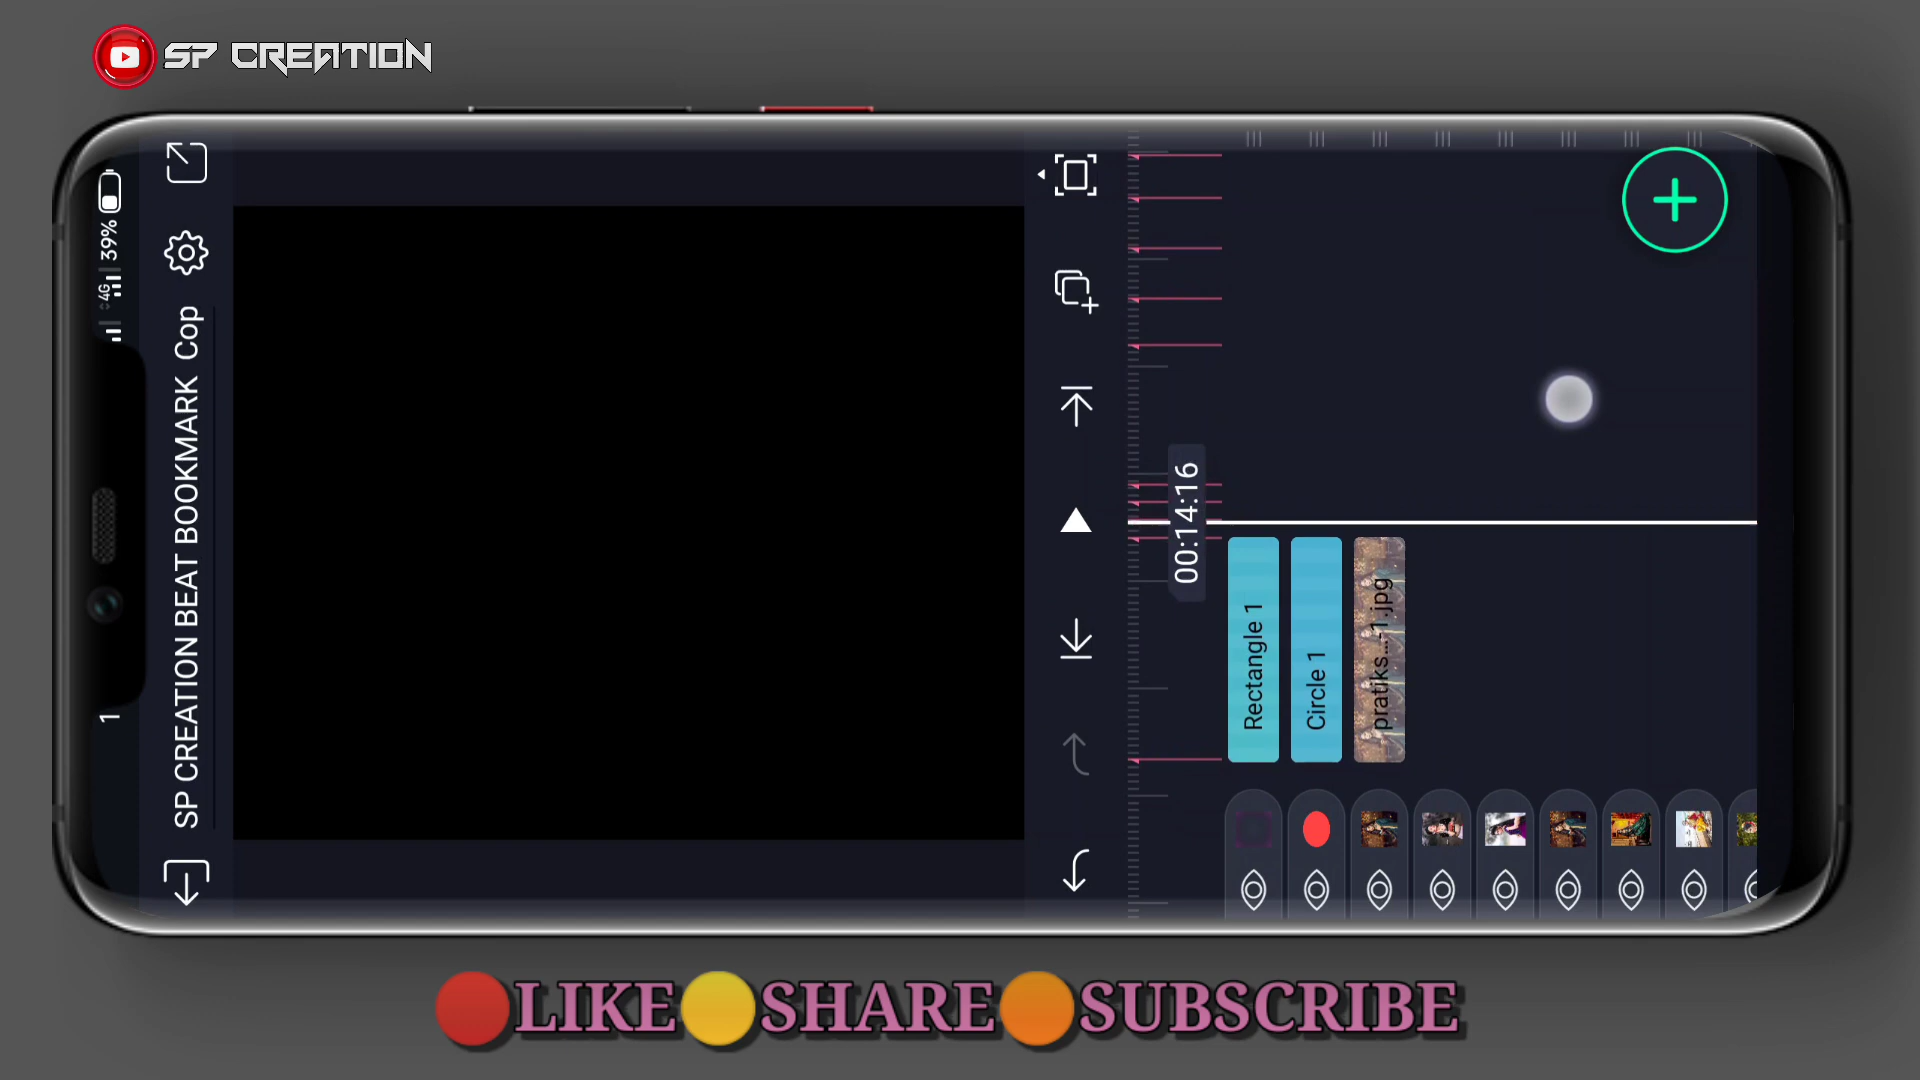 SP CREATION
4G 39%
1
SP CREATION BEAT BOOKMARK Cop
00:14:16
Rectangle 1
Circle 1
pratiks...-1.jpg
LIKE SHARE SUBSCRIBE